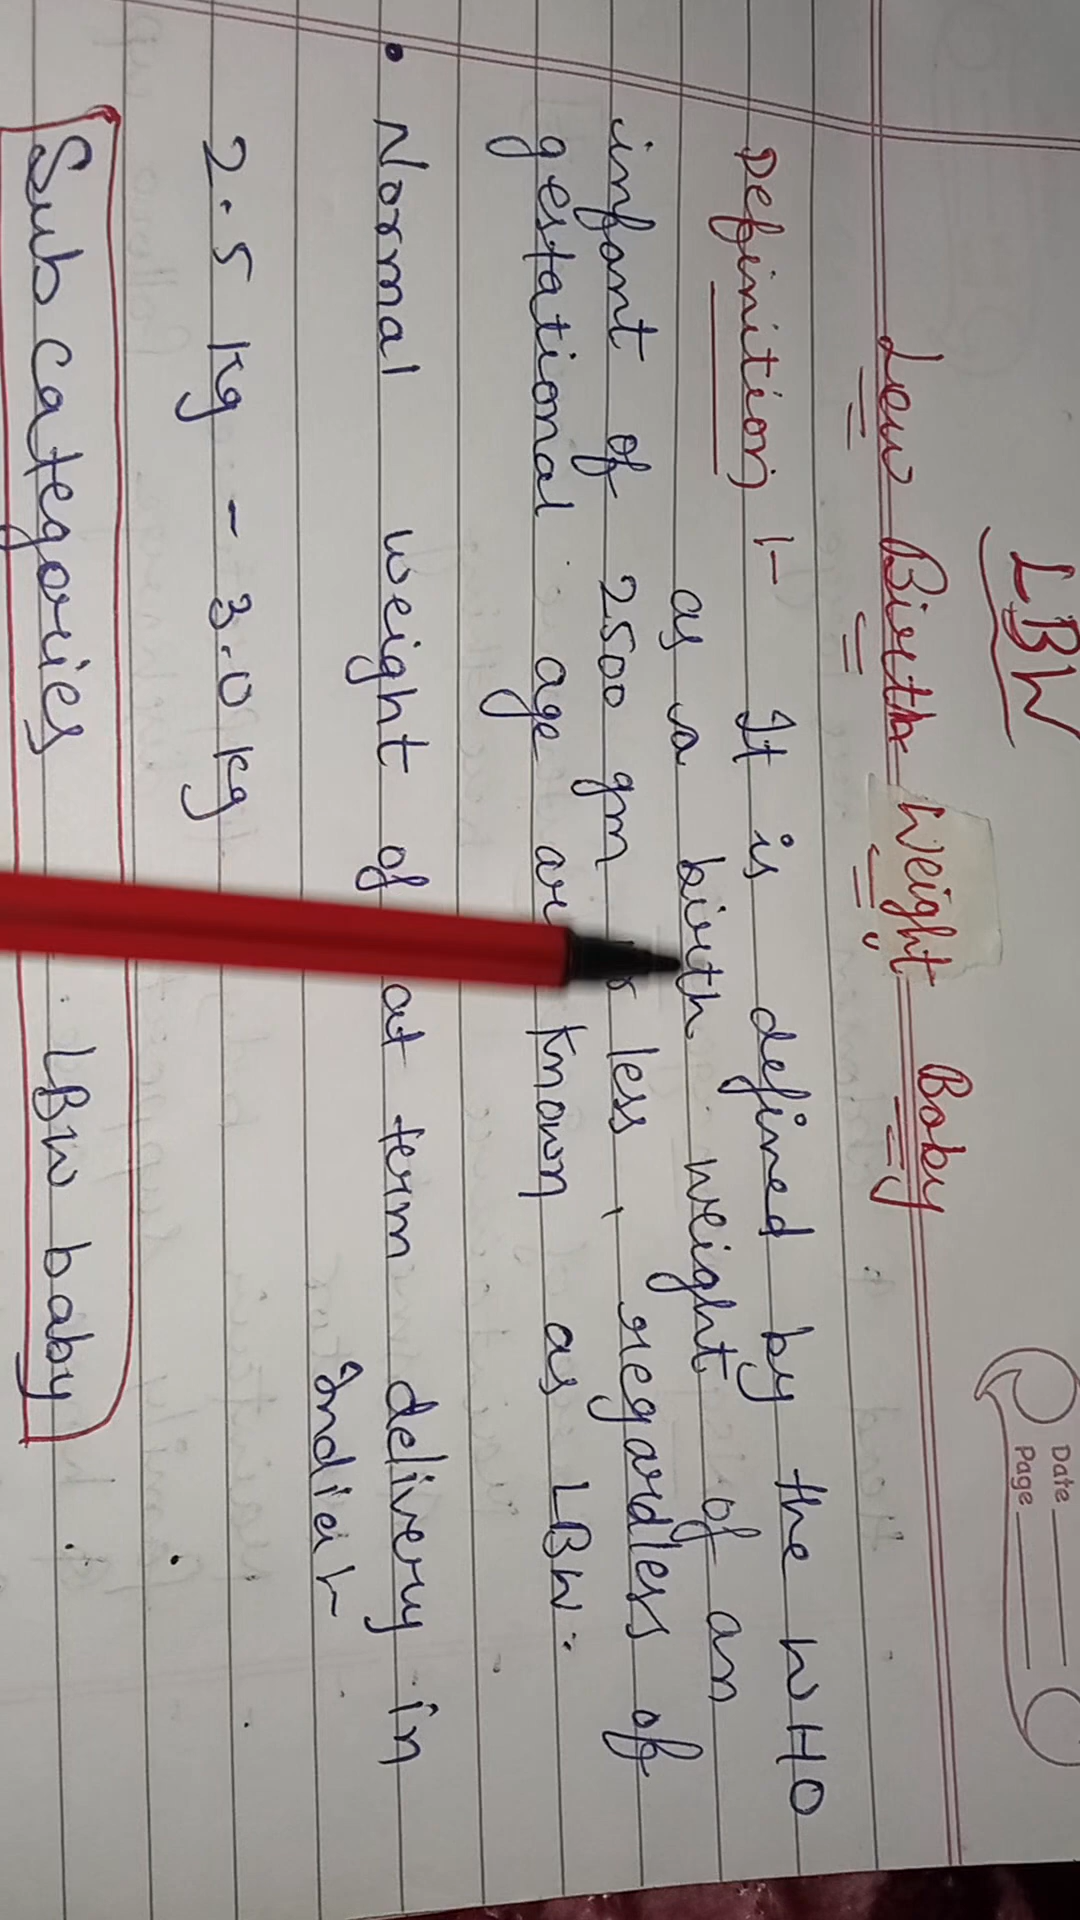 LBW
Date
Page
Low Birth Weight Baby
Definition :- It is defined by the WHO
as a birth weight of an
infant of 2500 gm less, regardless of
gestational age are known as LBW.
• Normal weight of at term delivery in
Indian
2.5 kg - 3.0 kg.
Sub categories LBW baby